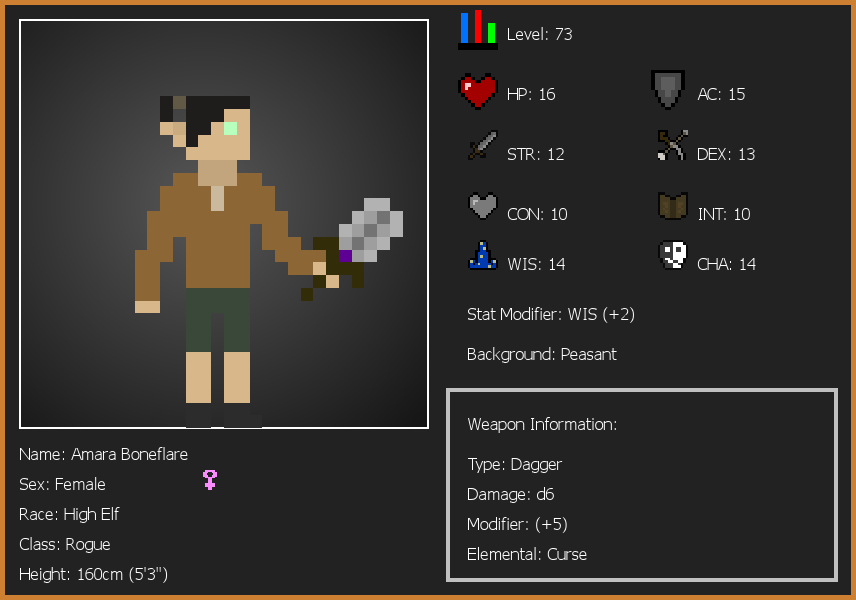 Level: 73
HP: 16
AC: 15
STR: 12
DEX: 13
CON: 10
INT: 10
WIS: 14
CHA: 14
Stat Modifier: WIS (+2)
Background: Peasant
Weapon Information:
Type: Dagger
Damage: d6
Modifier: (+5)
Elemental: Curse
Name: Amara Boneflare
Sex: Female
Race: High Elf
Class: Rogue
Height: 160cm (5'3")